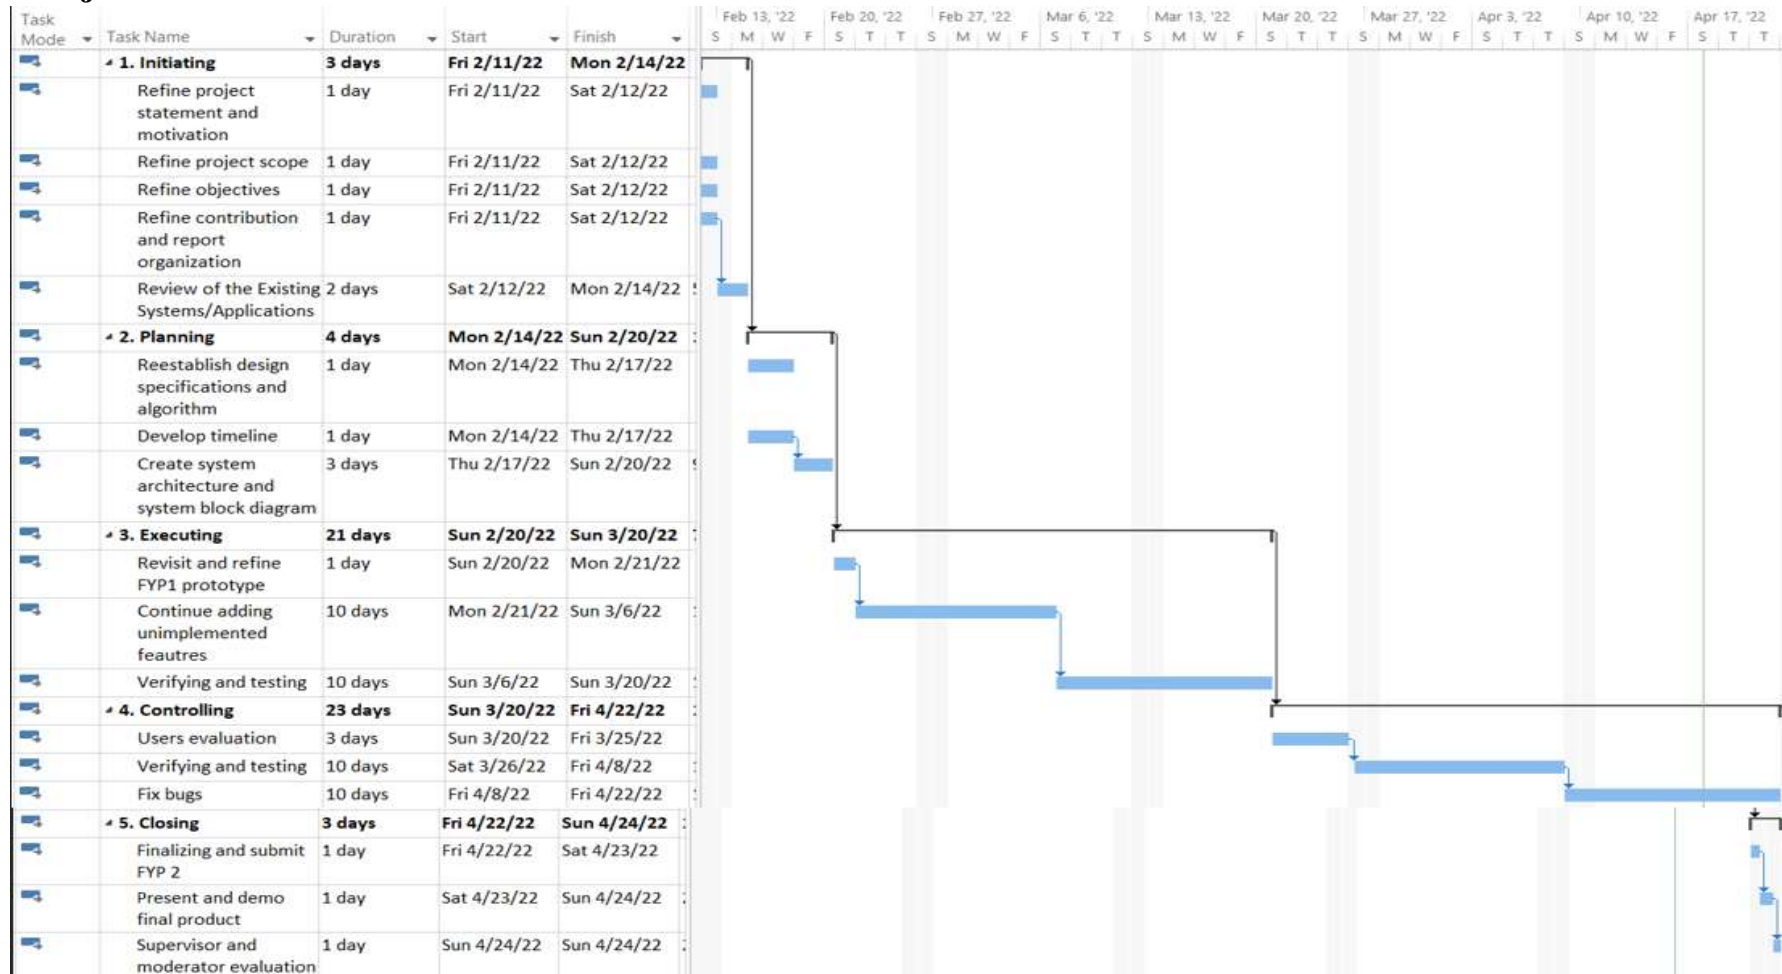 Task
Mode Task Name Duration Start Finish
Feb 13, '22 Feb 20, '22 Feb 27, '22 Mar 6, '22 Mar 13, '22 Mar 20, '22 Mar 27, '22 Apr 3, '22 Apr 10, '22 Apr 17, '22
S M W F S T T S M W F S T T S M W F S T T S M W F S T T S M W F S T T
1. Initiating 3 days Fri 2/11/22 Mon 2/14/22
Refine project 1 day Fri 2/11/22 Sat 2/12/22
statement and
motivation
Refine project scope 1 day Fri 2/11/22 Sat 2/12/22
Refine objectives 1 day Fri 2/11/22 Sat 2/12/22
Refine contribution 1 day Fri 2/11/22 Sat 2/12/22
and report
organization
Review of the Existing 2 days Sat 2/12/22 Mon 2/14/22
Systems/Applications
2. Planning 4 days Mon 2/14/22 Sun 2/20/22
Reestablish design 1 day Mon 2/14/22 Thu 2/17/22
specifications and
algorithm
Develop timeline 1 day Mon 2/14/22 Thu 2/17/22
Create system 3 days Thu 2/17/22 Sun 2/20/22
architecture and
system block diagram
3. Executing 21 days Sun 2/20/22 Sun 3/20/22
Revisit and refine 1 day Sun 2/20/22 Mon 2/21/22
FYP1 prototype
Continue adding 10 days Mon 2/21/22 Sun 3/6/22
unimplemented
feautres
Verifying and testing 10 days Sun 3/6/22 Sun 3/20/22
4. Controlling 23 days Sun 3/20/22 Fri 4/22/22
Users evaluation 3 days Sun 3/20/22 Fri 3/25/22
Verifying and testing 10 days Sat 3/26/22 Fri 4/8/22
Fix bugs 10 days Fri 4/8/22 Fri 4/22/22
5. Closing 3 days Fri 4/22/22 Sun 4/24/22
Finalizing and submit 1 day Fri 4/22/22 Sat 4/23/22
FYP 2
Present and demo 1 day Sat 4/23/22 Sun 4/24/22
final product
Supervisor and 1 day Sun 4/24/22 Sun 4/24/22
moderator evaluation